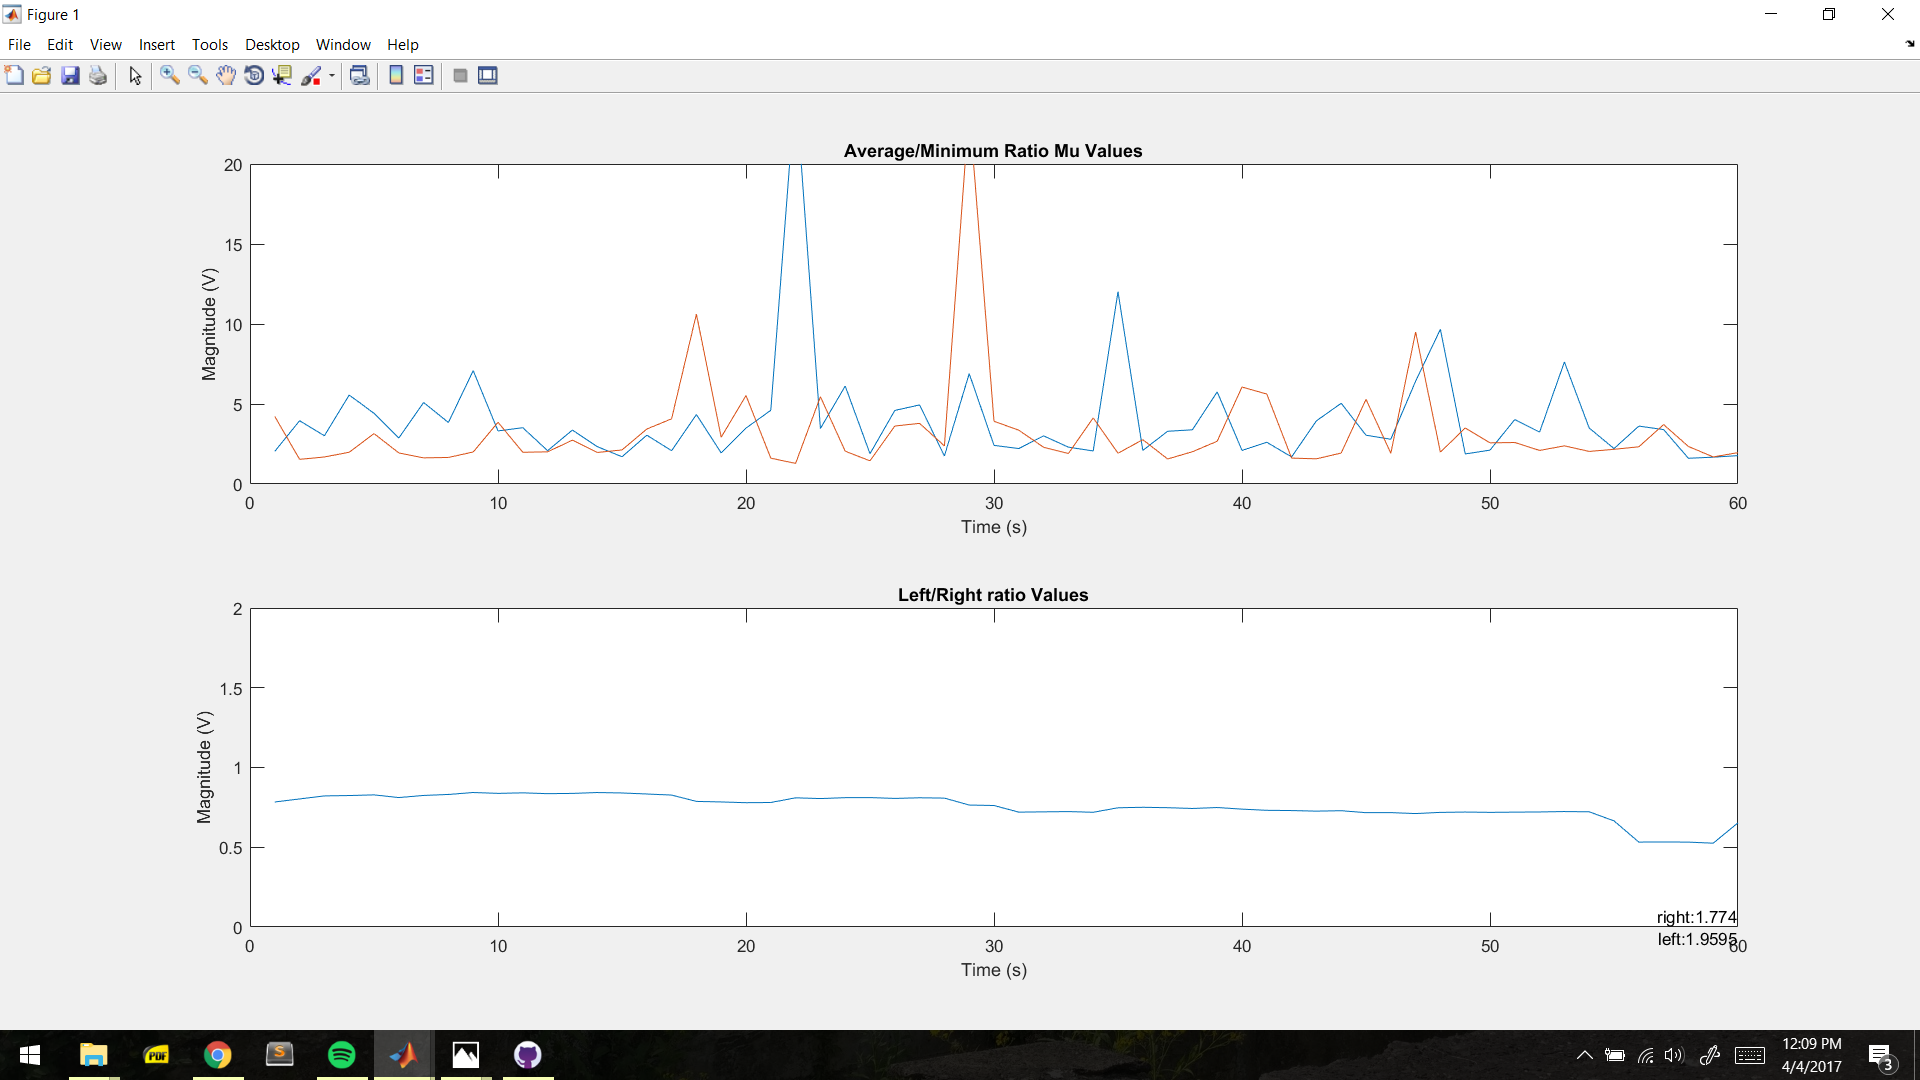 Figure 1
File Edit View Insert Tools Desktop Window Help
Average/Minimum Ratio Mu Values
20
15
10
5
0
Magnitude (V)
0 10 20 30 40 50 60
Time (s)
Left/Right ratio Values
2
1.5
1
0.5
0
Magnitude (V)
right:1.774
left:1.9595
0 10 20 30 40 50 60
Time (s)
PDF
S
12:09 PM
4/4/2017
3